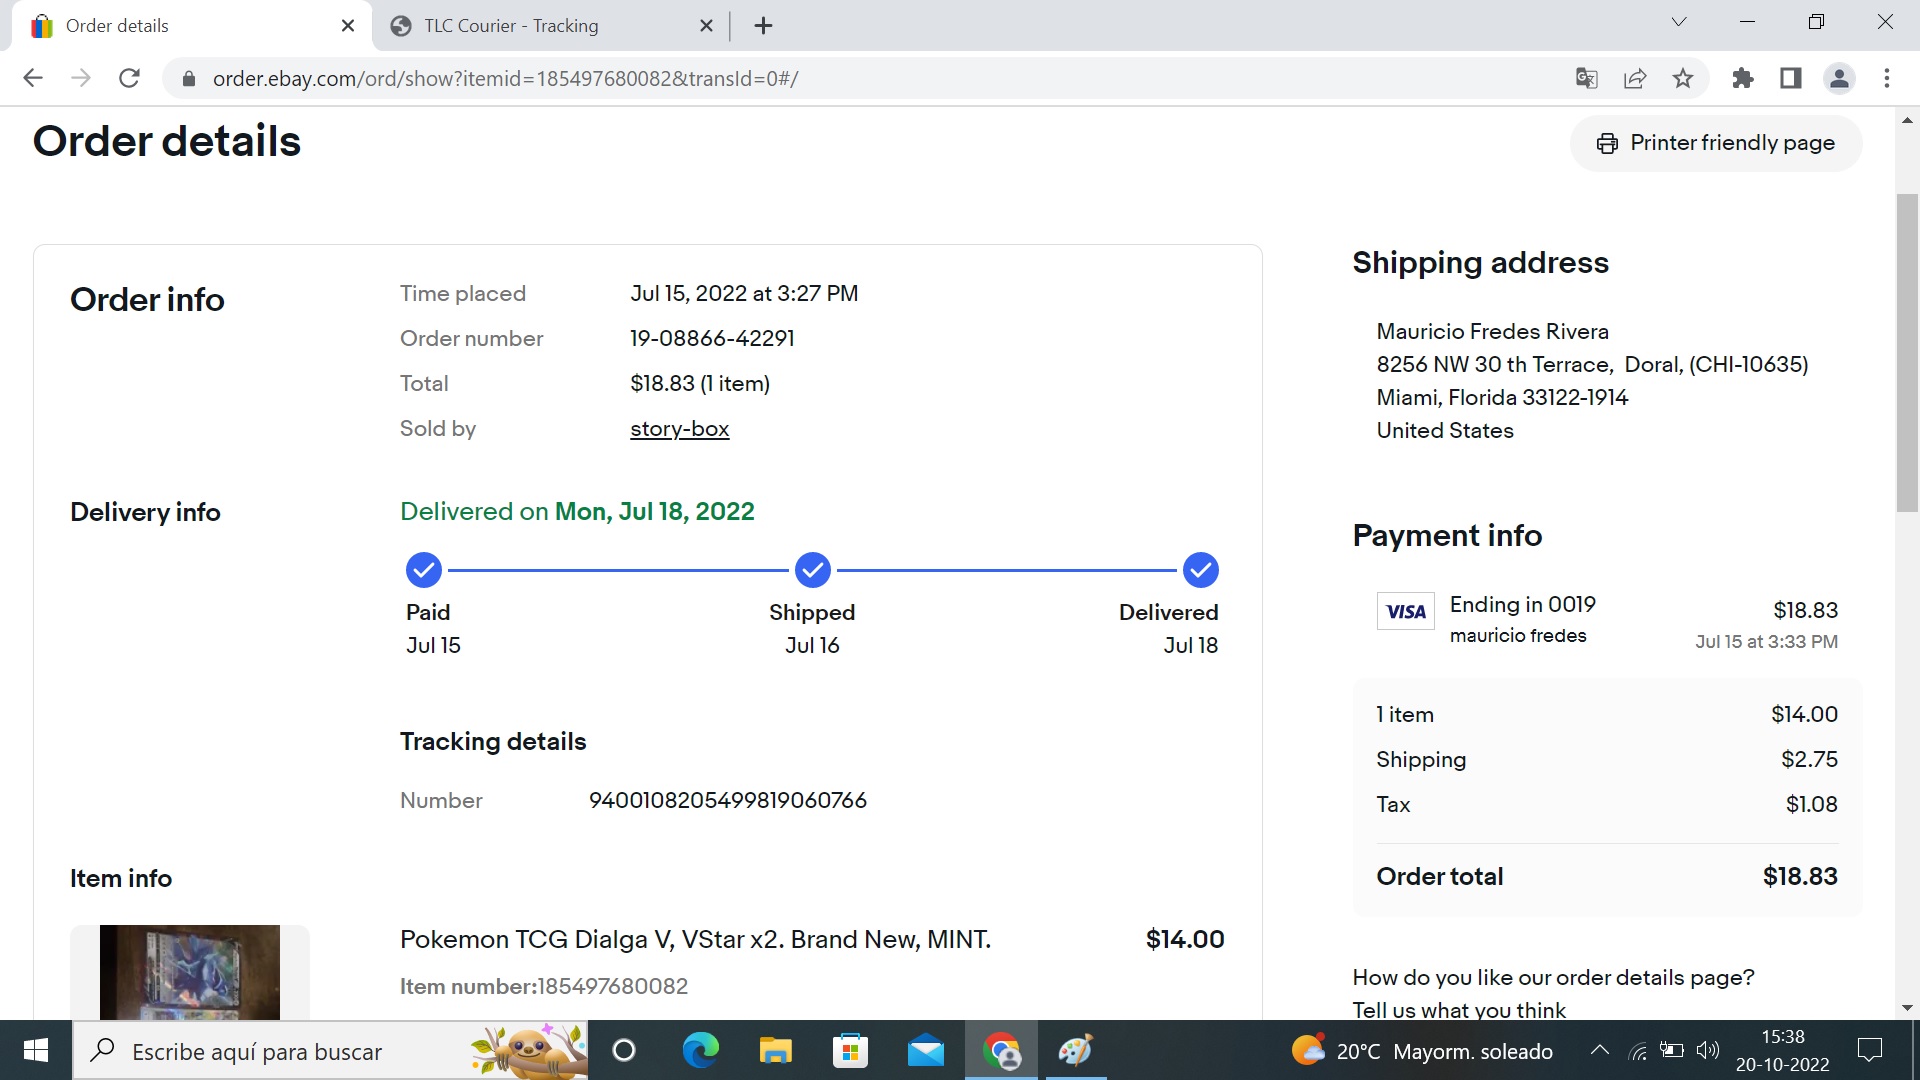 Order details
TLC Courier - Tracking
order.ebay.com/ord/show?itemid=185497680082&transId=0#/
Order details
Printer friendly page
Order info
Time placed Jul 15, 2022 at 3:27 PM
Order number 19-08866-42291
Total $18.83 (1 item)
Sold by story-box
Delivery info
Delivered on Mon, Jul 18, 2022
Paid Shipped Delivered
Jul 15 Jul 16 Jul 18
Tracking details
Number 9400108205499819060766
Item info
Pokemon TCG Dialga V, VStar x2. Brand New, MINT. $14.00
Item number:185497680082
Shipping address
Mauricio Fredes Rivera
8256 NW 30 th Terrace, Doral, (CHI-10635)
Miami, Florida 33122-1914
United States
Payment info
VISA Ending in 0019 $18.83
mauricio fredes Jul 15 at 3:33 PM
1 item $14.00
Shipping $2.75
Tax $1.08
Order total $18.83
How do you like our order details page?
Tell us what you think
Escribe aquí para buscar
20°C Mayorm. soleado
15:38
20-10-2022